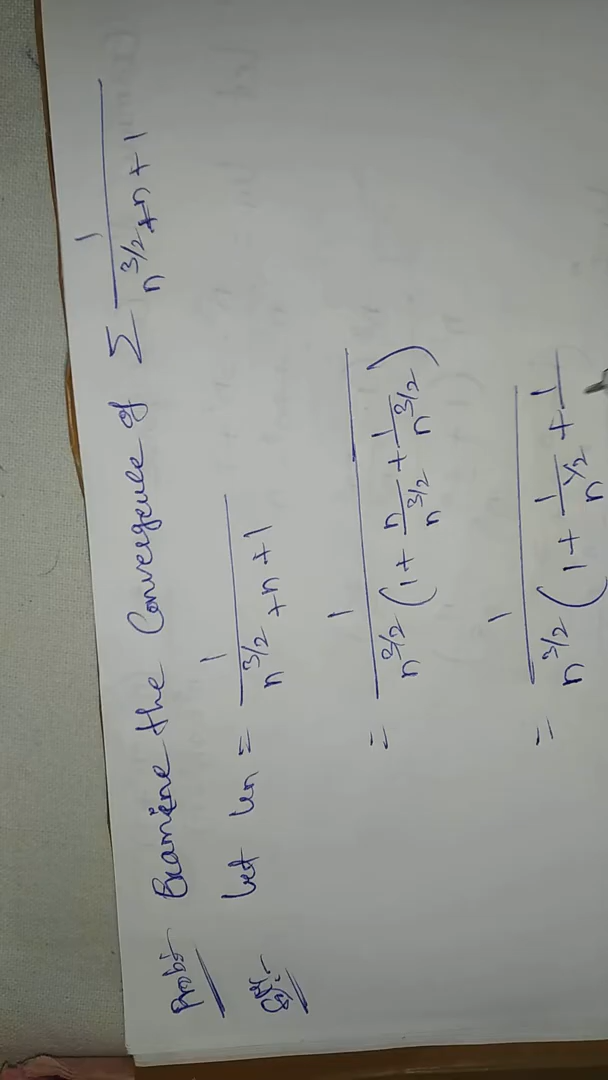 Prob:- Examine the Convergence of ∑ 1/(n^{3/2} + n + 1)
Sol:- Let un = 1/(n^{3/2} + n + 1)
= 1/(n^{3/2} (1 + n/n^{3/2} + 1/n^{3/2}))
= 1/(n^{3/2} (1 + 1/n^{1/2} + 1